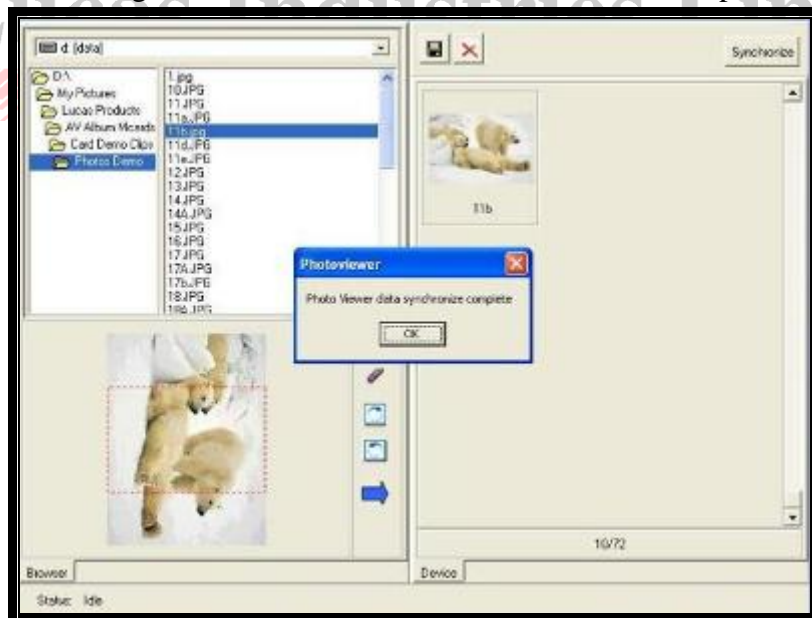 d: [data]
Synchronize
D:\
My Pictures
Lucas Products
AV Album Mcards
Card Demo Clips
Photos Demo
1.jpg
10.JPG
11.JPG
11a.JPG
11b.jpg
11d.JPG
11e.JPG
12.JPG
13.JPG
14.JPG
14A.JPG
15.JPG
16.JPG
17.JPG
17A.JPG
17b.JPG
18.JPG
18A.JPG
11b
Photoviewer
Photo Viewer data synchronize complete
OK
10/72
Browser
Device
Status: Idle